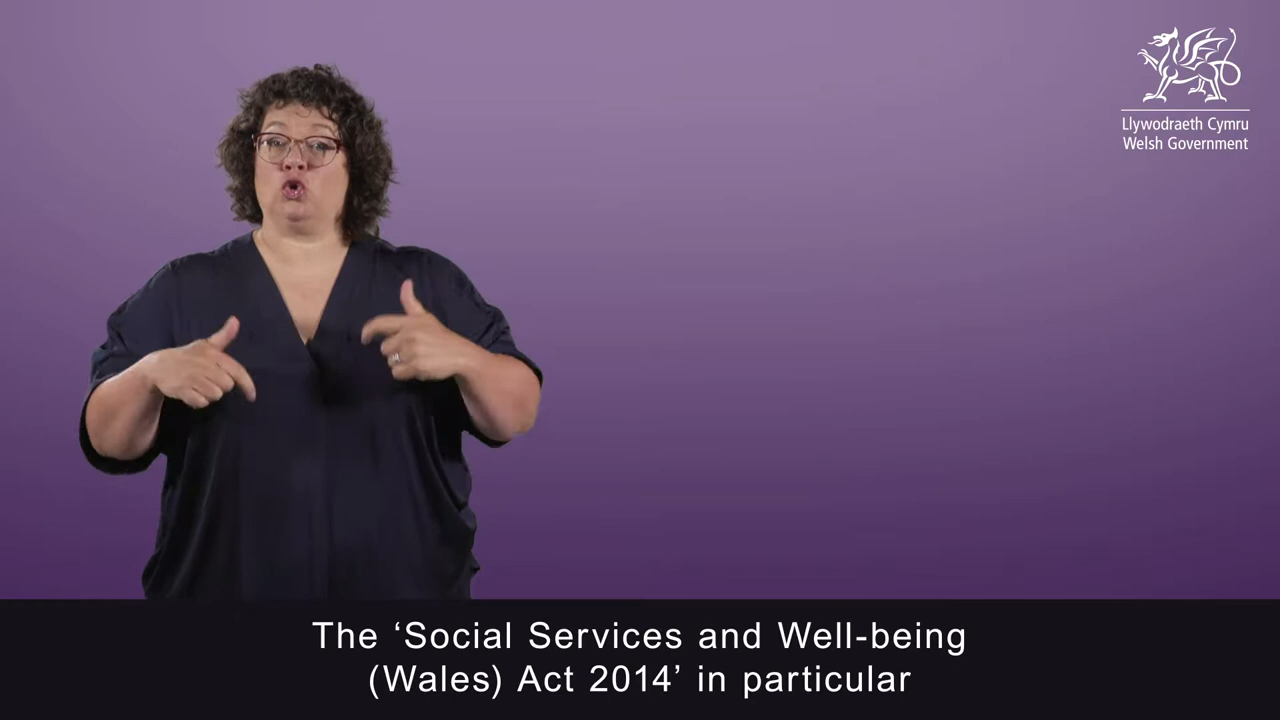 Llywodraeth Cymru
Welsh Government
The ‘Social Services and Well-being
(Wales) Act 2014’ in particular